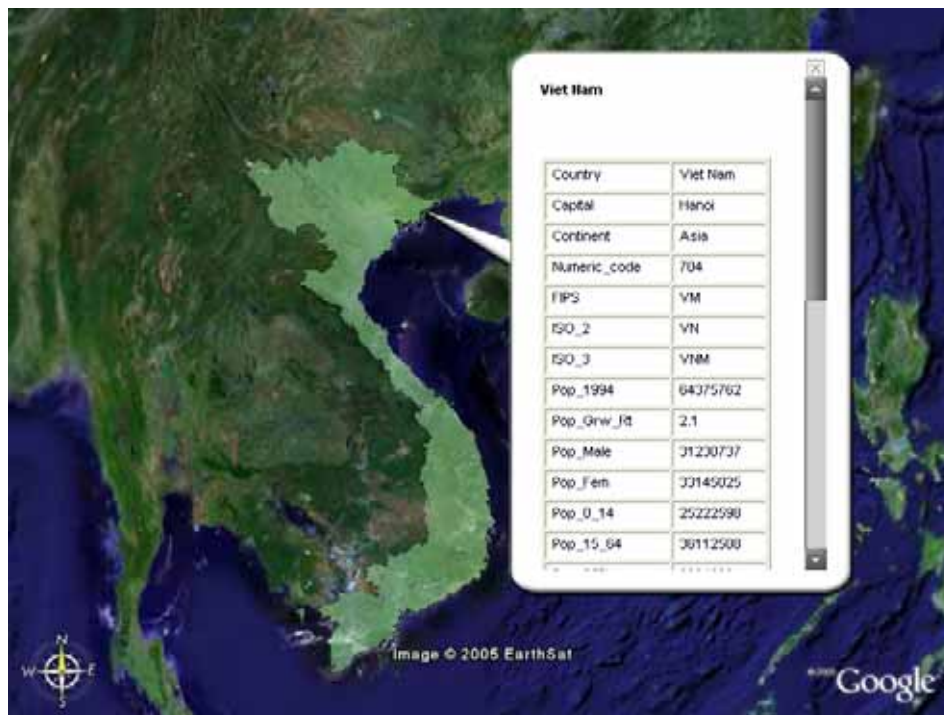 Viet Nam
Country Viet Nam
Capital Hanoi
Continent Asia
Numeric_code 704
FIPS VM
ISO_2 VN
ISO_3 VNM
Pop_1994 64375762
Pop_Grw_Rt 2.1
Pop_Male 31230737
Pop_Fem 33145025
Pop_0_14 25222598
Pop_15_64
N
W E
S
Image © 2005 EarthSat
Google